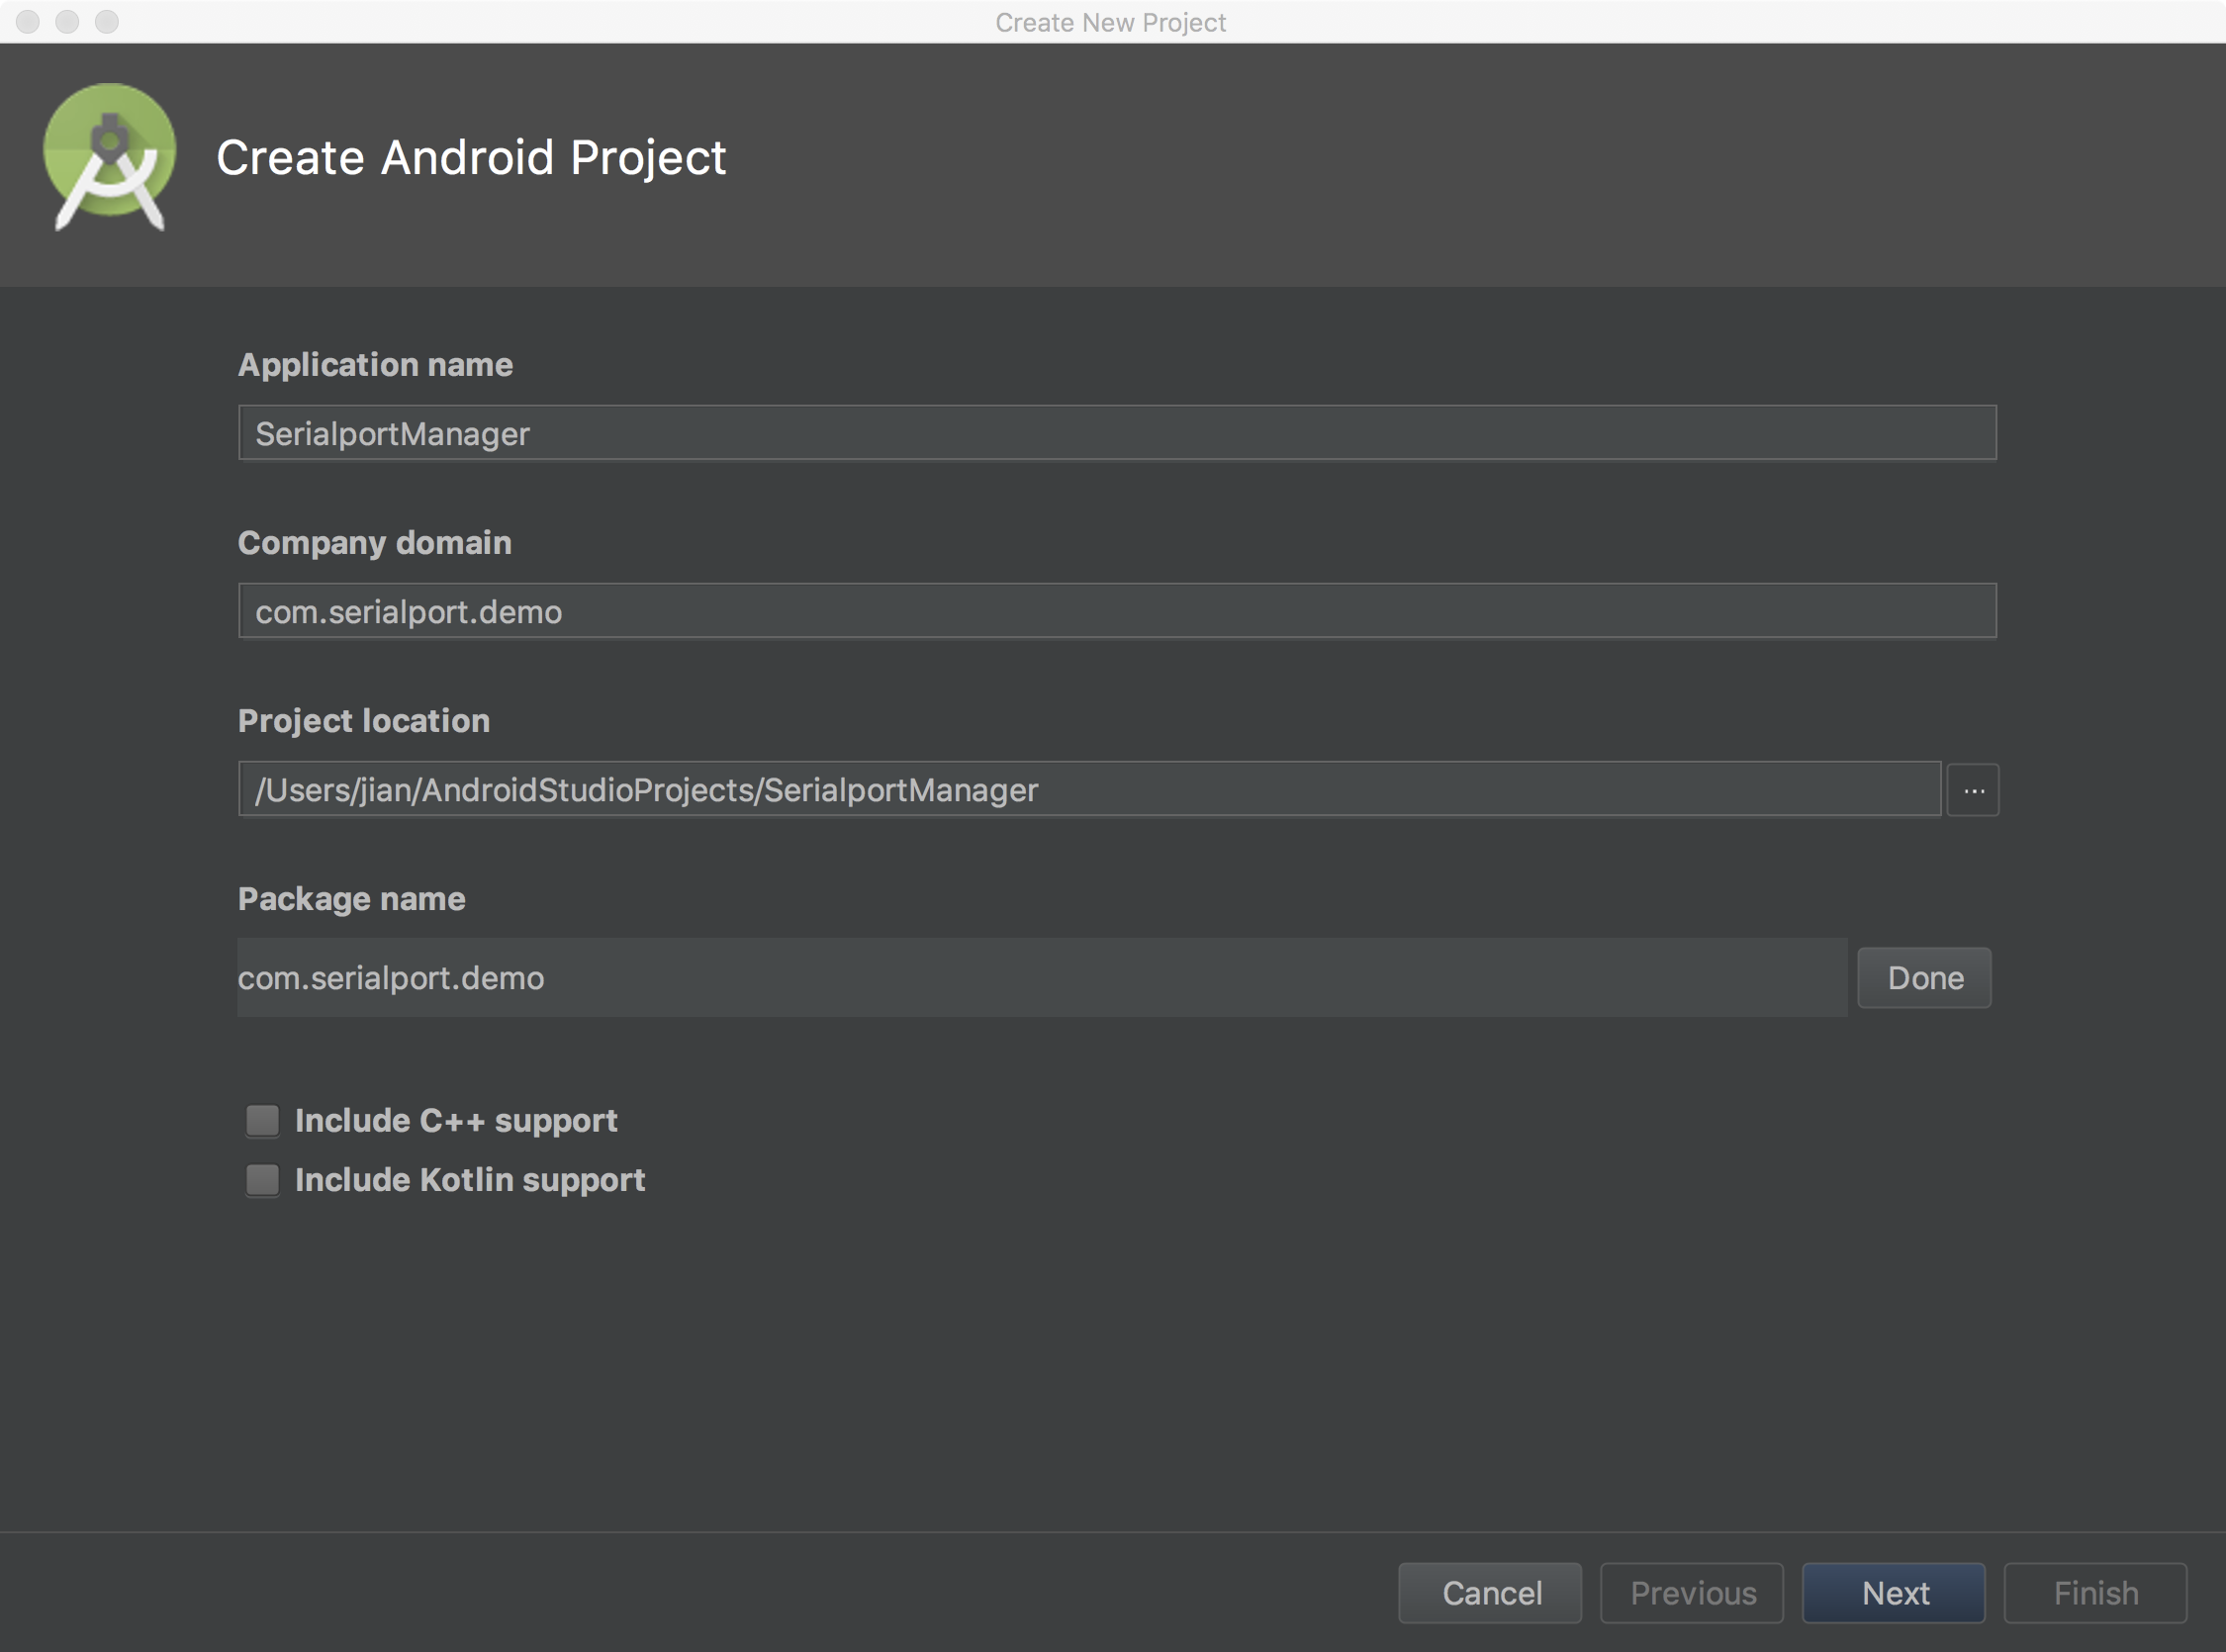 Create New Project
Create Android Project
Application name
SerialportManager
Company domain
com.serialport.demo
Project location
/Users/jian/AndroidStudioProjects/SerialportManager
...
Package name
com.serialport.demo
Done
Include C++ support
Include Kotlin support
Cancel Previous Next Finish